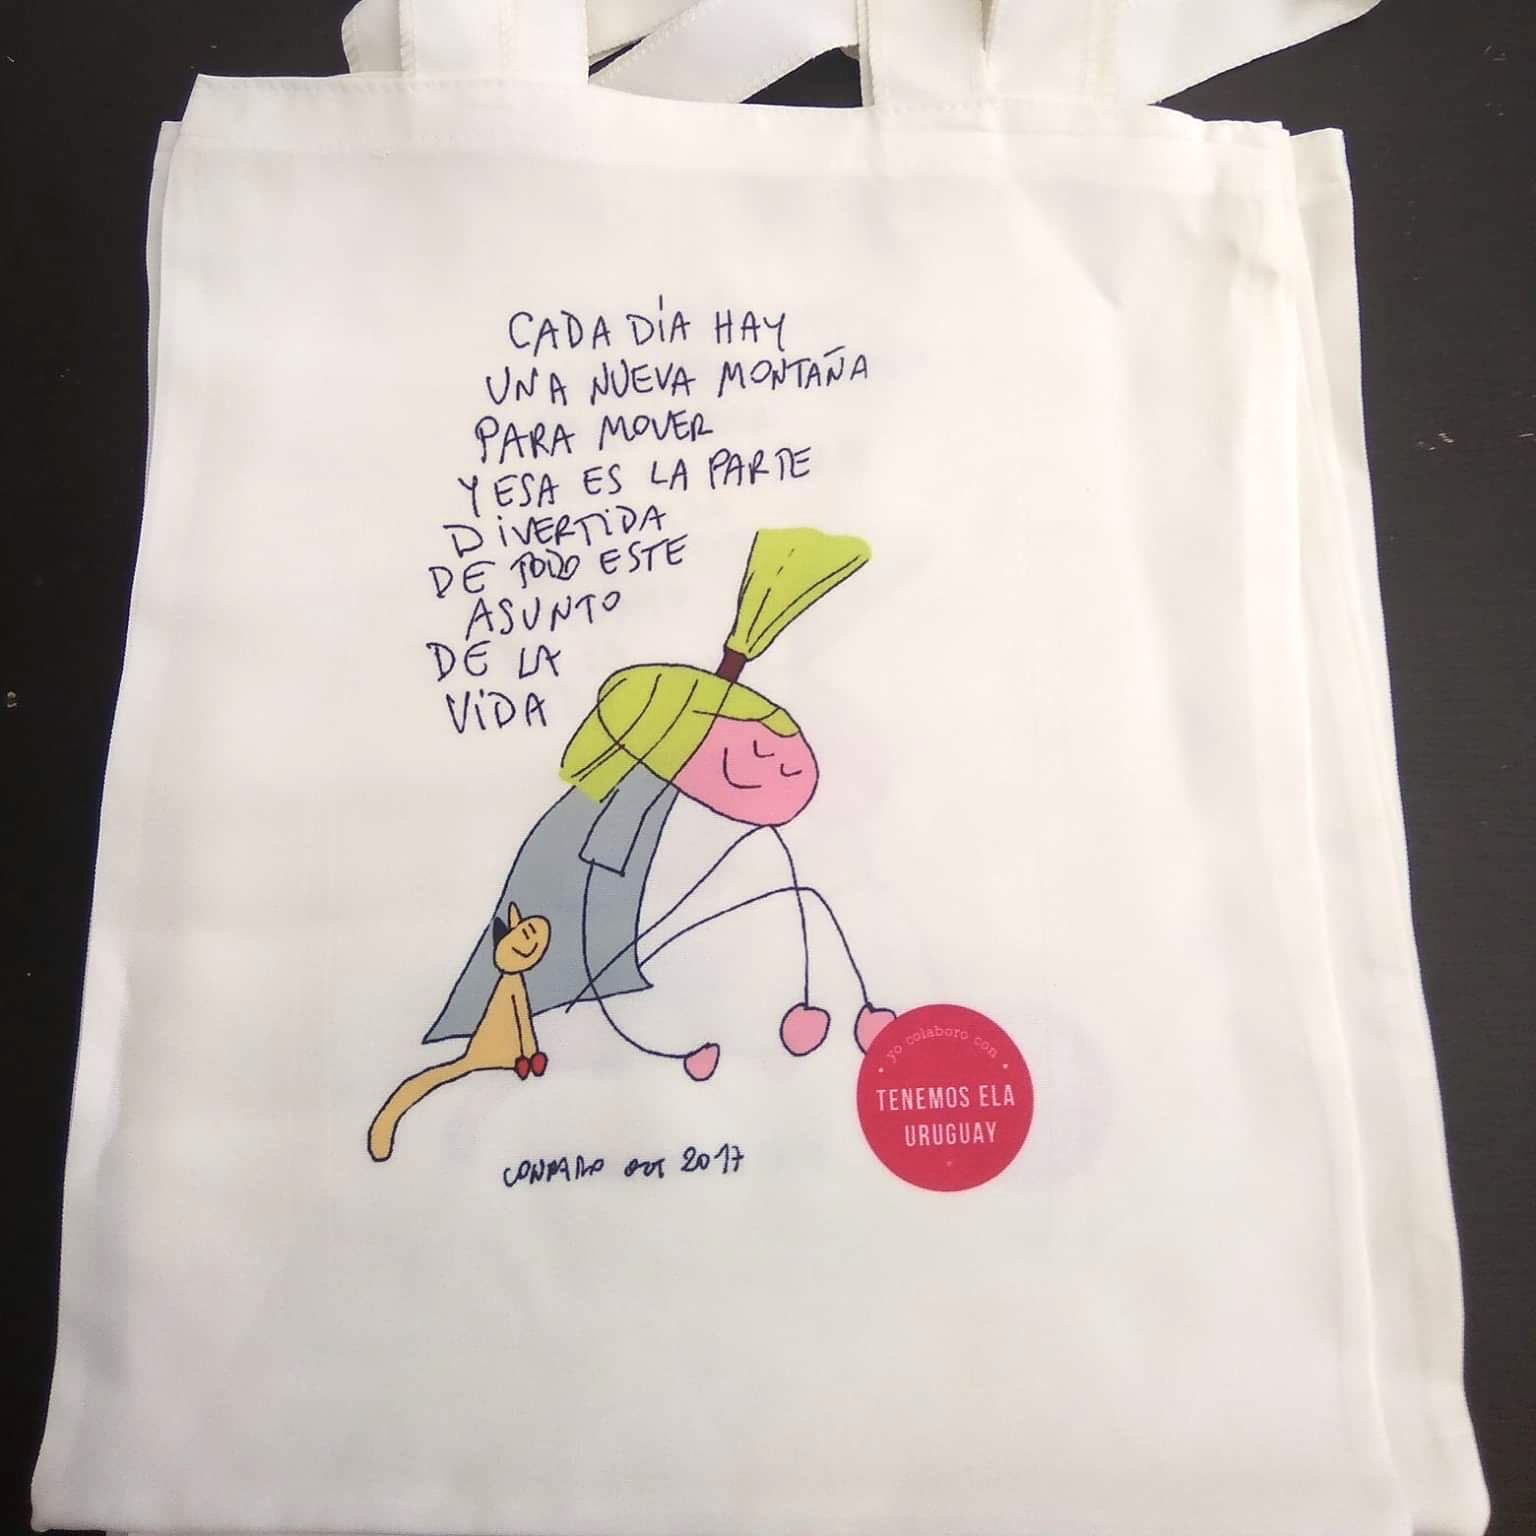 CADA DÍA HAY
UNA NUEVA MONTAÑA
PARA MOVER
Y ESA ES LA PARTE
DiVERTiDA
DE TODO ESTE
ASUNTO
DE LA
ViDA
yo colaboro con
TENEMOS ELA
URUGUAY
OCT 2017